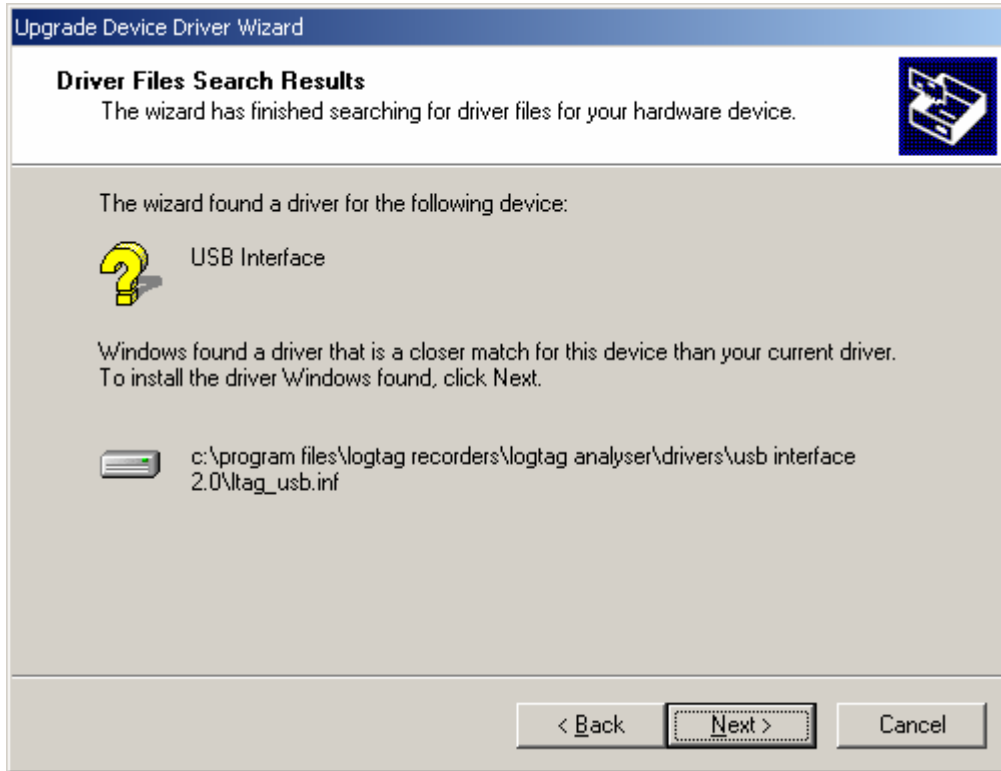 Upgrade Device Driver Wizard
Driver Files Search Results
The wizard has finished searching for driver files for your hardware device.
The wizard found a driver for the following device:
USB Interface
Windows found a driver that is a closer match for this device than your current driver.
To install the driver Windows found, click Next.
c:\program files\logtag recorders\logtag analyser\drivers\usb interface
2.0\ltag_usb.inf
< Back
Next >
Cancel